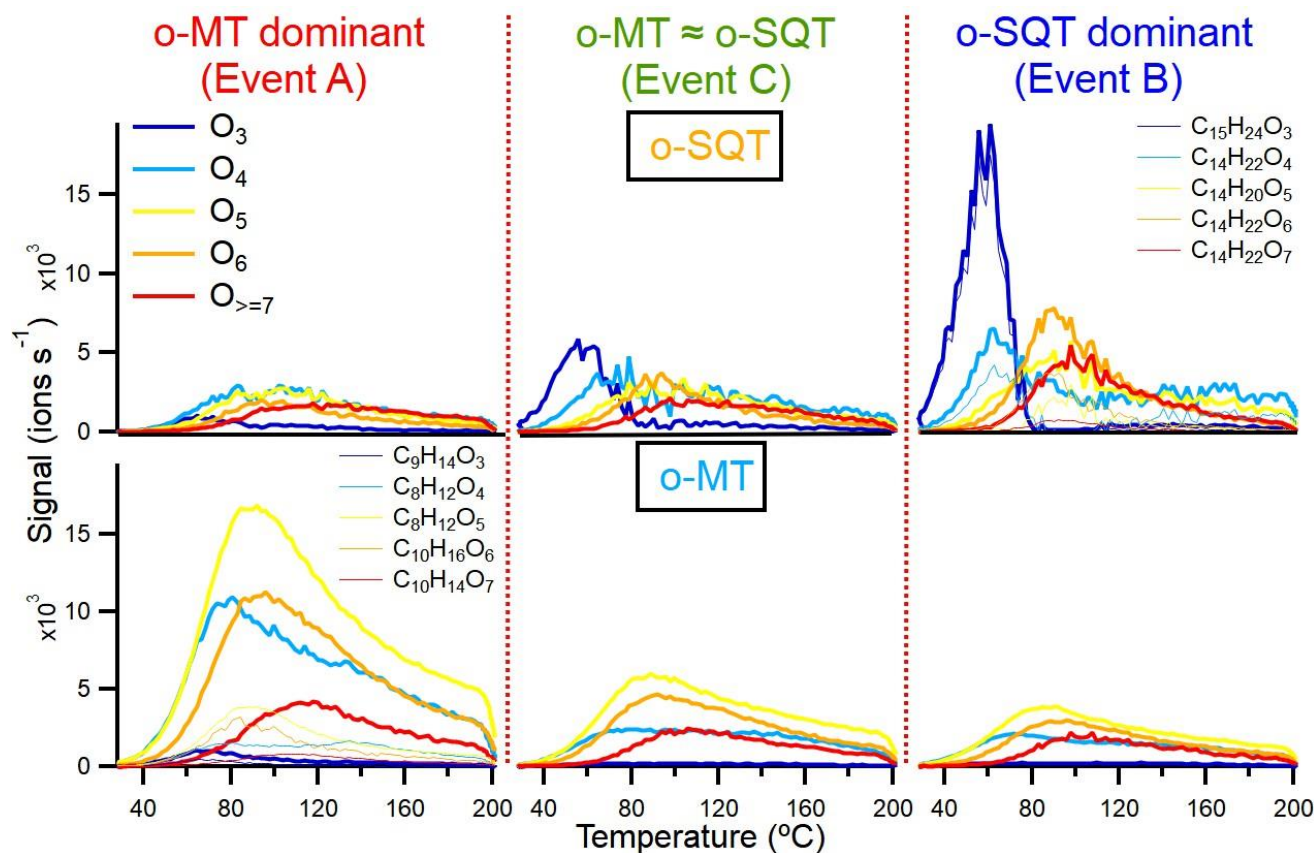 o-MT dominant
(Event A)
o-MT ≈ o-SQT
(Event C)
o-SQT dominant
(Event B)
O₃
O₄
O₅
O₆
O>=7
o-SQT
C₁₅H₂₄O₃
C₁₄H₂₂O₄
C₁₄H₂₀O₅
C₁₄H₂₂O₆
C₁₄H₂₂O₇
15
10
5
0
x10³
Signal (ions s⁻¹)
C₉H₁₄O₃
C₈H₁₂O₄
C₈H₁₂O₅
C₁₀H₁₆O₆
C₁₀H₁₄O₇
o-MT
15
10
5
0
x10³
40 80 120 160 200
40 80 120 160 200
40 80 120 160 200
Temperature (ºC)